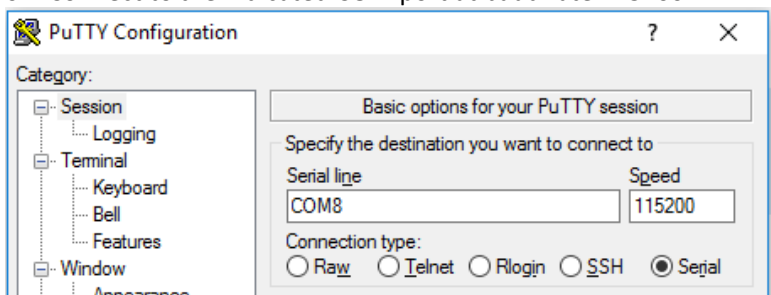 PuTTY Configuration ? ×
Category:
Session
Logging
Terminal
Keyboard
Bell
Features
Window
Appearance
Basic options for your PuTTY session
Specify the destination you want to connect to
Serial line Speed
COM8 115200
Connection type:
Raw Telnet Rlogin SSH Serial